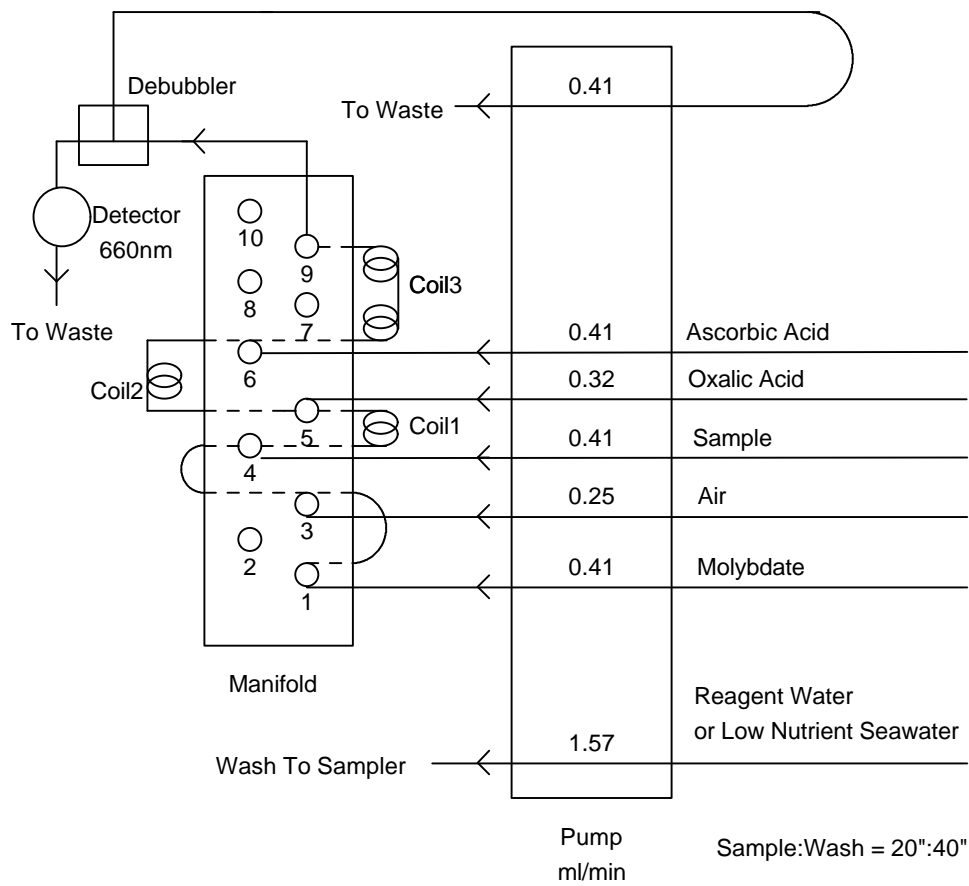 0.41
Debubbler
To Waste
Detector
660nm
10
9
Coil3
8
7
To Waste
0.41 Ascorbic Acid
6
Coil2
0.32 Oxalic Acid
5
Coil1
0.41 Sample
4
0.25 Air
3
2
0.41 Molybdate
1
Manifold
Reagent Water
or Low Nutrient Seawater
1.57
Wash To Sampler
Pump
ml/min
Sample:Wash = 20":40"